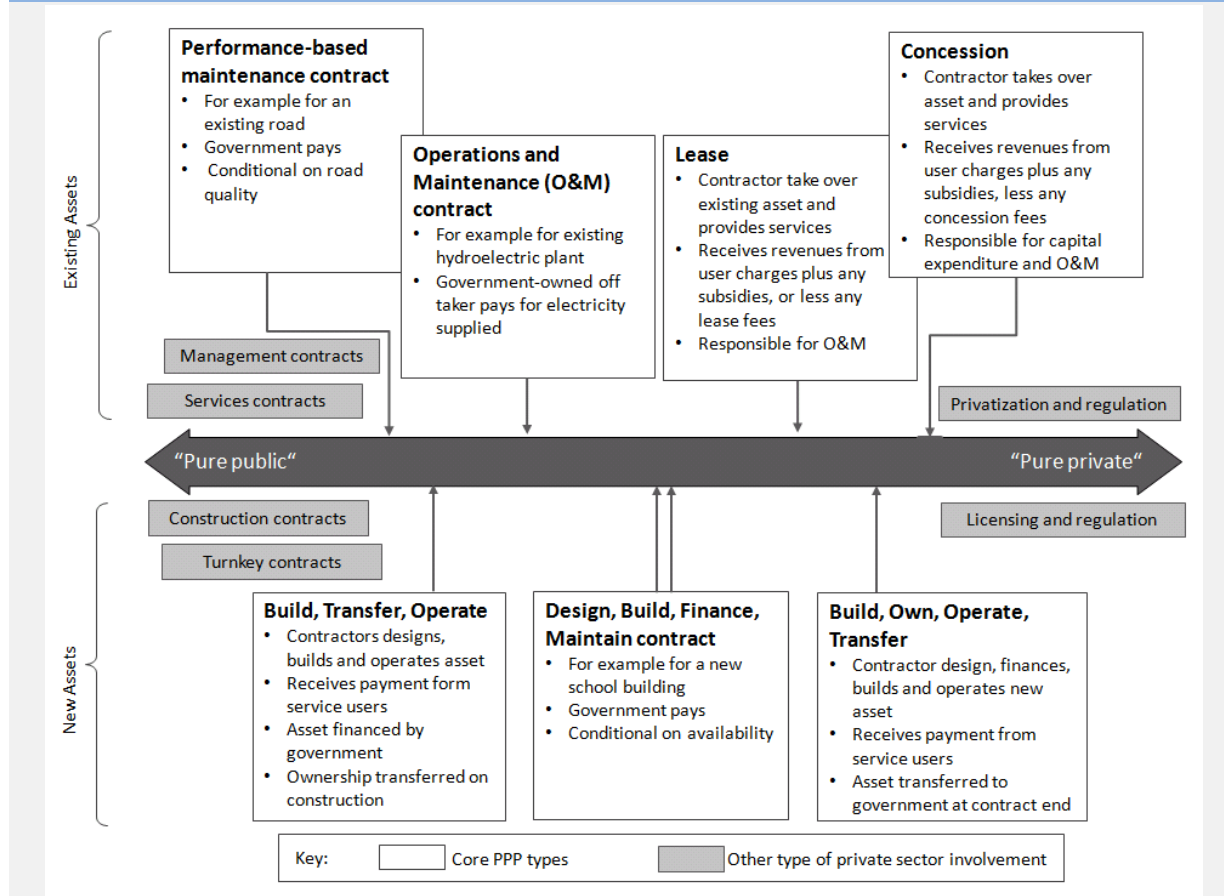 Existing Assets
Performance-based
maintenance contract
• For example for an
existing road
• Government pays
• Conditional on road
quality
Operations and
Maintenance (O&M)
contract
• For example for existing
hydroelectric plant
• Government-owned off
taker pays for electricity
supplied
Lease
• Contractor take over
existing asset and
provides services
• Receives revenues from
user charges plus any
subsidies, or less any
lease fees
• Responsible for O&M
Concession
• Contractor takes over
asset and provides
services
• Receives revenues from
user charges plus any
subsidies, less any
concession fees
• Responsible for capital
expenditure and O&M
Management contracts
Services contracts
Privatization and regulation
“Pure public“
“Pure private“
New Assets
Construction contracts
Turnkey contracts
Licensing and regulation
Build, Transfer, Operate
• Contractors designs,
builds and operates asset
• Receives payment form
service users
• Asset financed by
government
• Ownership transferred on
construction
Design, Build, Finance,
Maintain contract
• For example for a new
school building
• Government pays
• Conditional on availability
Build, Own, Operate,
Transfer
• Contractor design, finances,
builds and operates new
asset
• Receives payment from
service users
• Asset transferred to
government at contract end
Key:
Core PPP types
Other type of private sector involvement